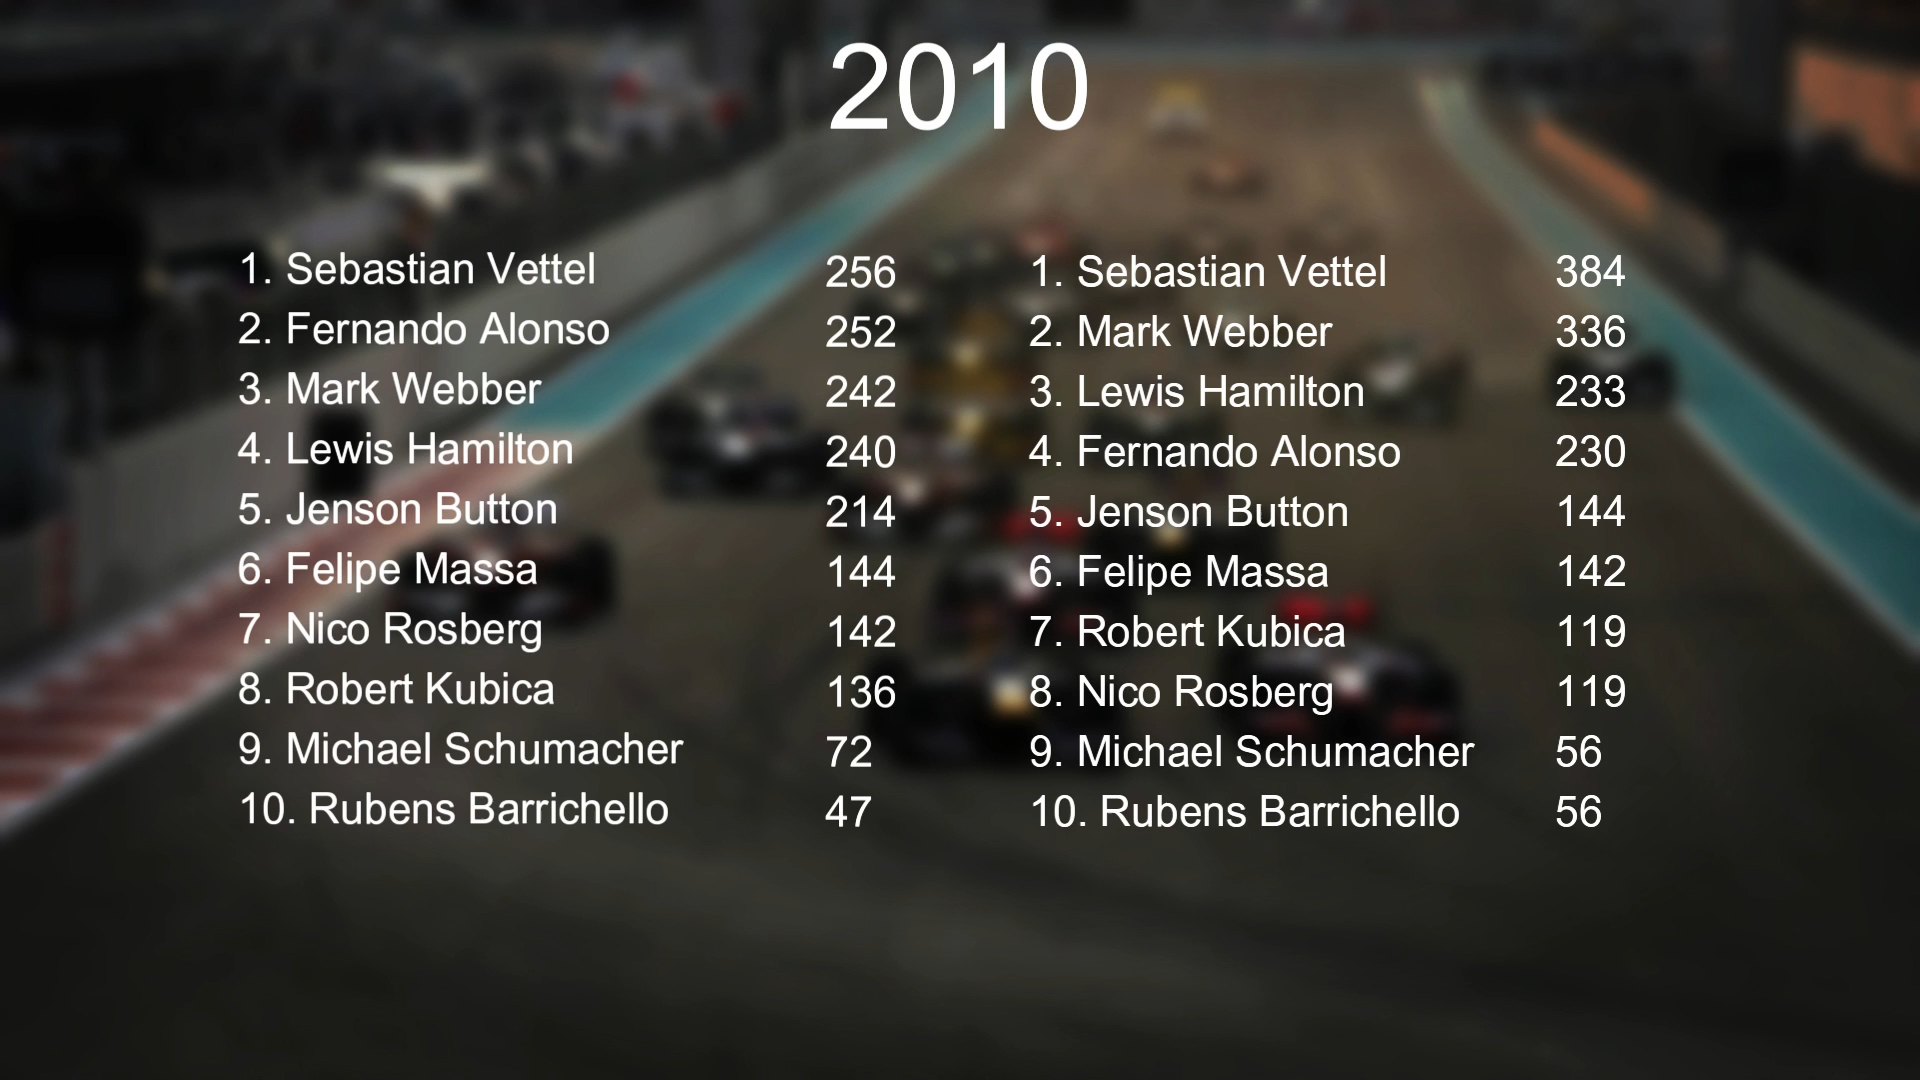 2010
1. Sebastian Vettel 256
2. Fernando Alonso 252
3. Mark Webber 242
4. Lewis Hamilton 240
5. Jenson Button 214
6. Felipe Massa 144
7. Nico Rosberg 142
8. Robert Kubica 136
9. Michael Schumacher 72
10. Rubens Barrichello 47
1. Sebastian Vettel 384
2. Mark Webber 336
3. Lewis Hamilton 233
4. Fernando Alonso 230
5. Jenson Button 144
6. Felipe Massa 142
7. Robert Kubica 119
8. Nico Rosberg 119
9. Michael Schumacher 56
10. Rubens Barrichello 56